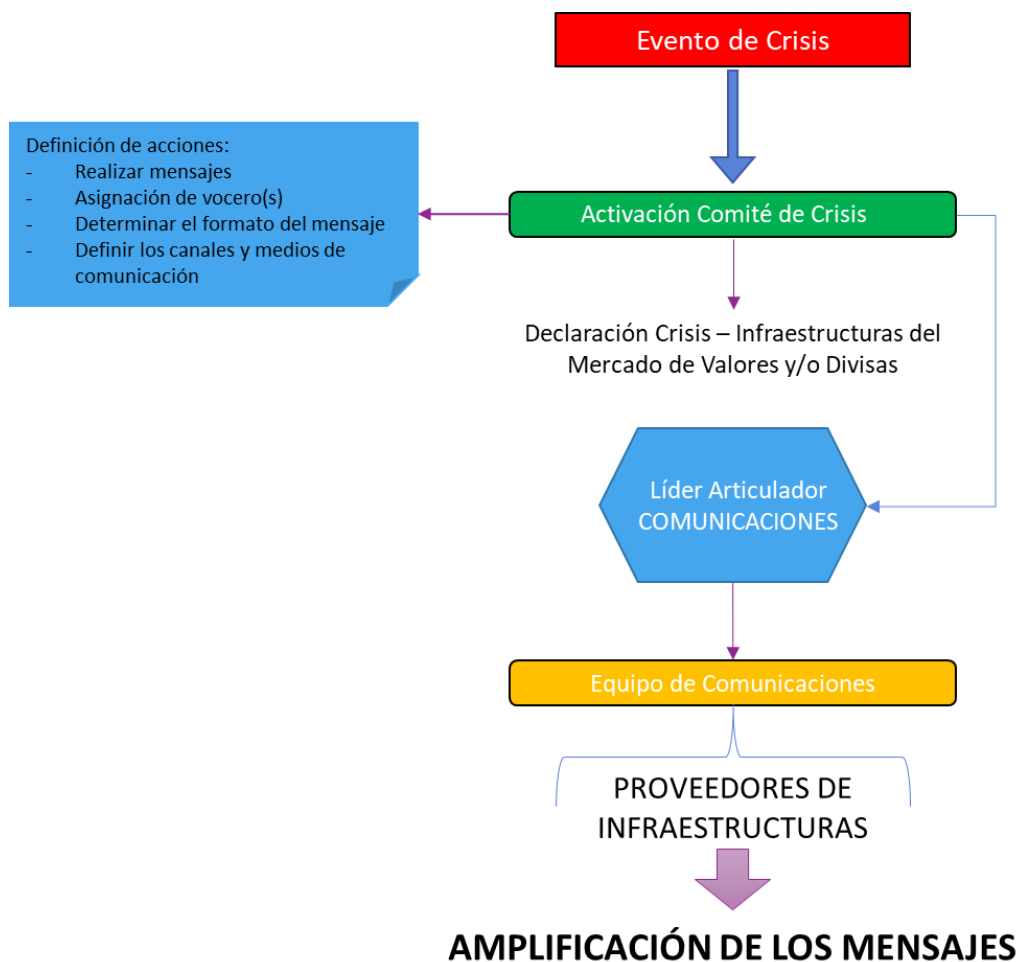 Evento de Crisis
Definición de acciones:
- Realizar mensajes
- Asignación de vocero(s)
- Determinar el formato del mensaje
- Definir los canales y medios de
comunicación
Activación Comité de Crisis
Declaración Crisis – Infraestructuras del
Mercado de Valores y/o Divisas
Líder Articulador
COMUNICACIONES
Equipo de Comunicaciones
PROVEEDORES DE
INFRAESTRUCTURAS
AMPLIFICACIÓN DE LOS MENSAJES